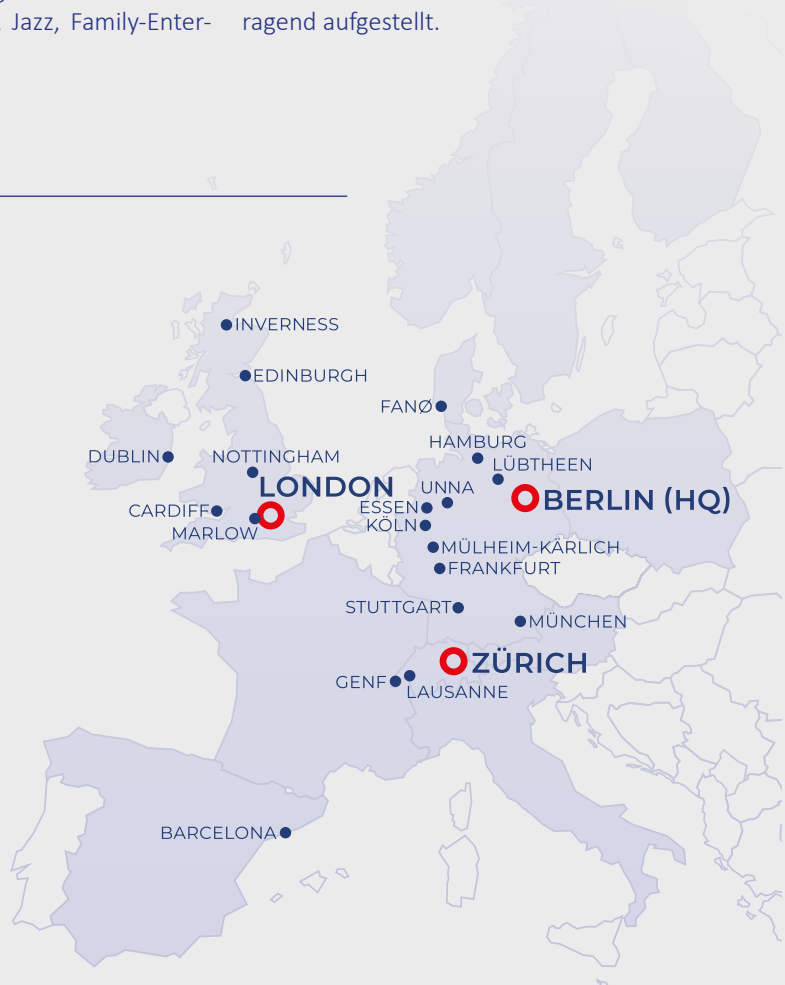 Jazz, Family-Enter-
ragend aufgestellt.
INVERNESS
EDINBURGH
FANØ
HAMBURG
DUBLIN
NOTTINGHAM
LÜBTHEEN
LONDON
UNNA
BERLIN (HQ)
ESSEN
CARDIFF
KÖLN
MARLOW
MÜLHEIM-KÄRLICH
FRANKFURT
STUTTGART
MÜNCHEN
ZÜRICH
GENF
LAUSANNE
BARCELONA